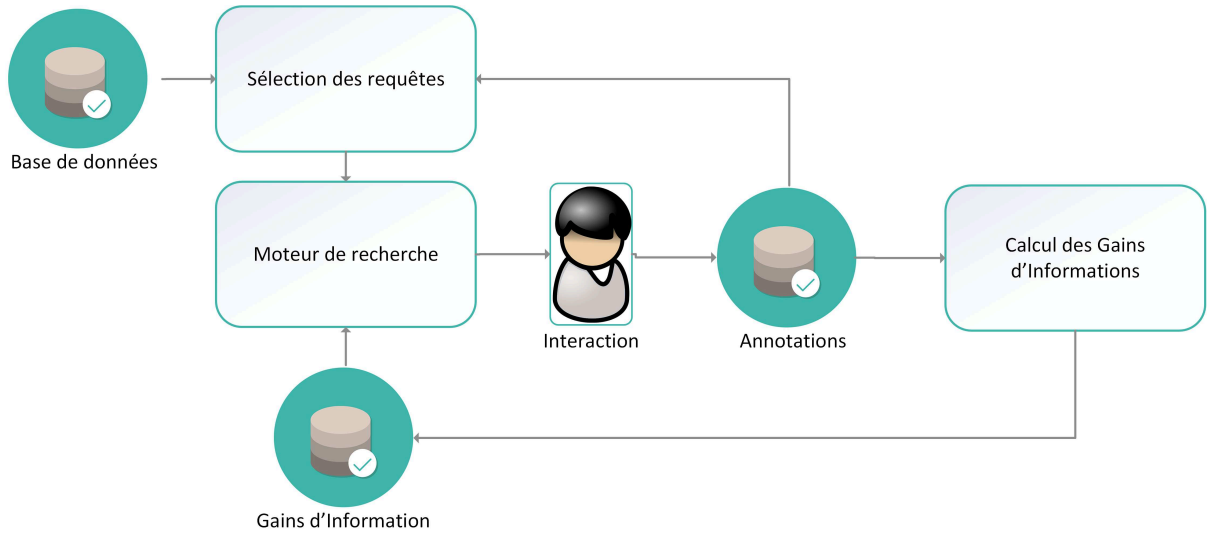 Sélection des requêtes
Base de données
Moteur de recherche
Calcul des Gains
d’Informations
Interaction
Annotations
Gains d’Information